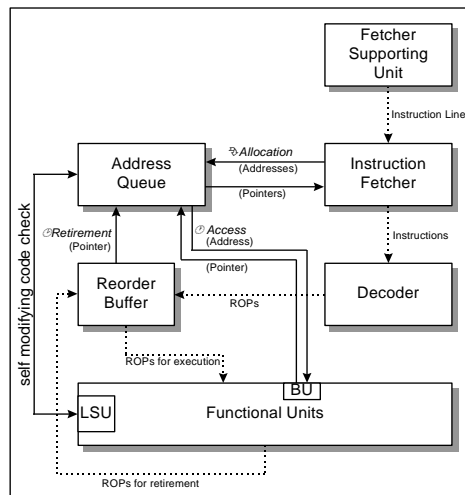 Fetcher
Supporting
Unit
Instruction Line
Allocation
(Addresses)
Address
Queue
(Pointers)
Instruction
Fetcher
self modifying code check
Retirement
(Pointer)
Access
(Address)
(Pointer)
Instructions
Reorder
Buffer
ROPs
Decoder
ROPs for execution
LSU
BU
Functional Units
ROPs for retirement